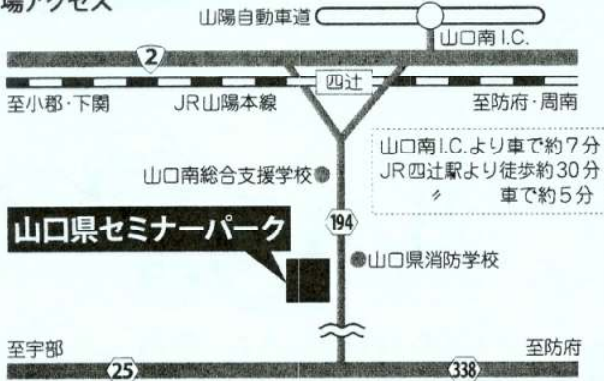 場アクセス
山陽自動車道
山口南I.C.
2
四辻
至小郡・下関
JR山陽本線
至防府・周南
山口南I.C.より車で約7分
JR四辻駅より徒歩約30分
〃 車で約5分
山口南総合支援学校
194
山口県セミナーパーク
山口県消防学校
至宇部
至防府
25
338